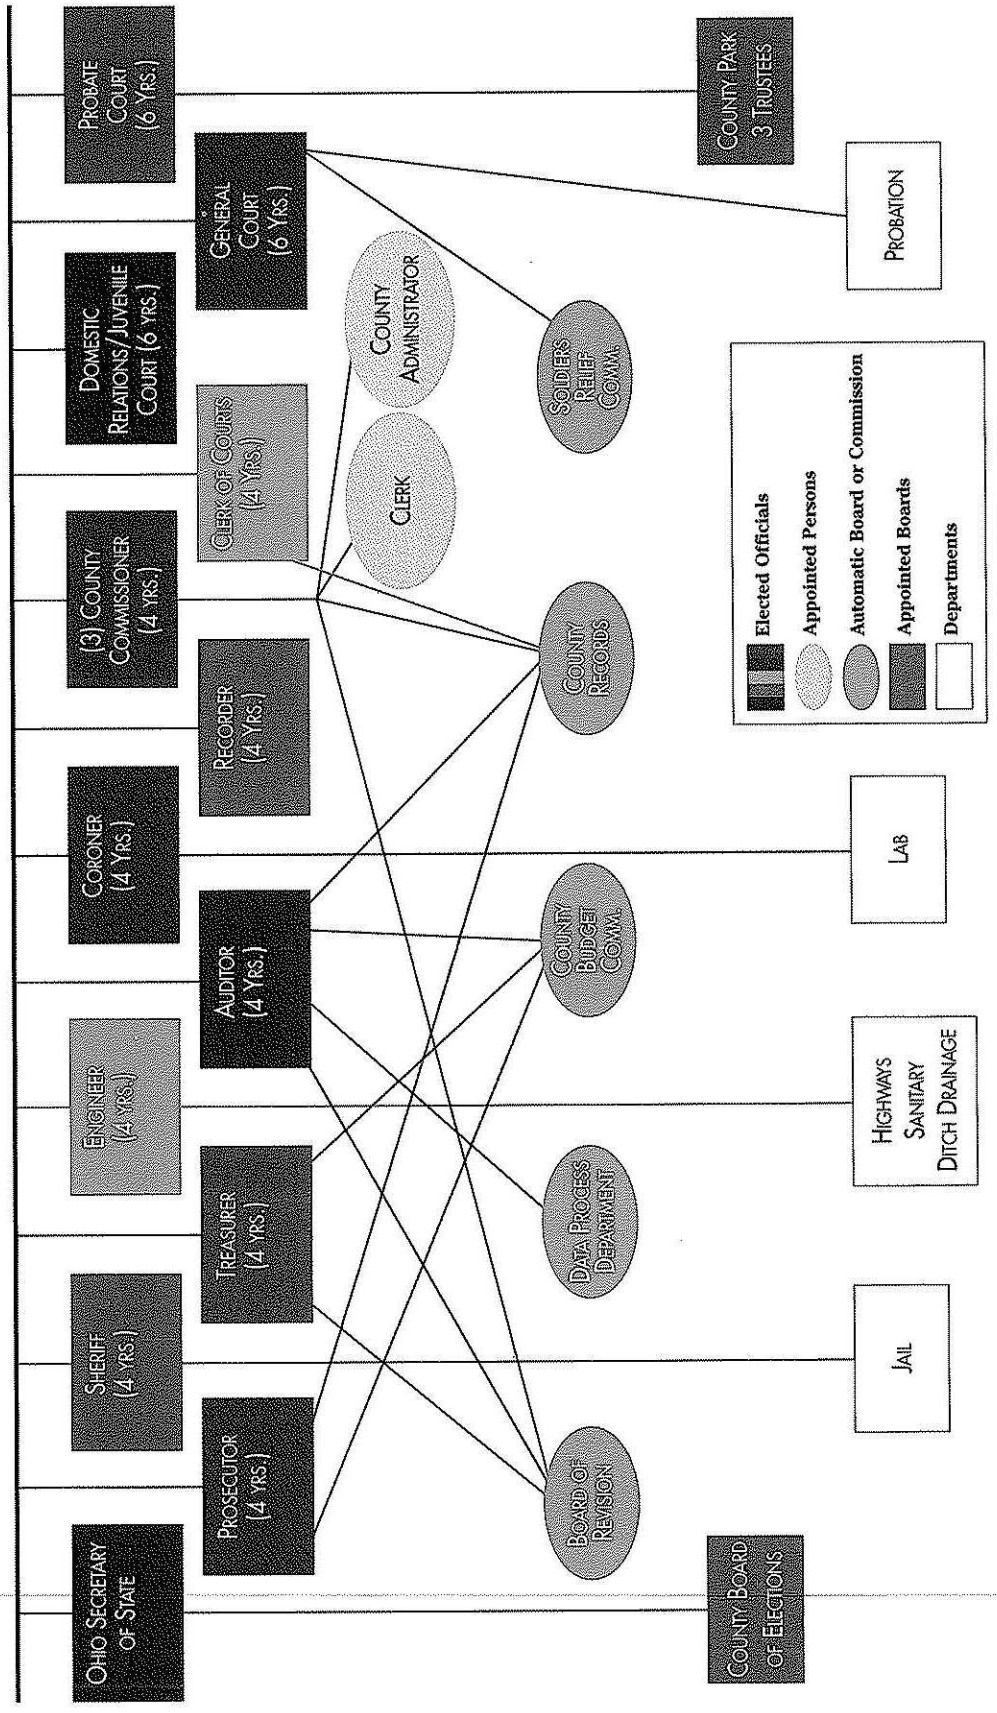 OHIO SECRETARY
OF STATE
SHERIFF
(4 YRS.)
ENGINEER
(4 YRS.)
CORONER
(4 YRS.)
(3) COUNTY
COMMISSIONER
(4 YRS.)
DOMESTIC
RELATIONS/JUVENILE
COURT (6 YRS.)
PROBATE
COURT
(6 YRS.)
PROSECUTOR
(4 YRS.)
TREASURER
(4 YRS.)
AUDITOR
(4 YRS.)
RECORDER
(4 YRS.)
CLERK OF COURTS
(4 YRS.)
GENERAL
COURT
(6 YRS.)
CLERK
COUNTY
ADMINISTRATOR
BOARD OF
REVISION
DATA PROCESS
DEPARTMENT
COUNTY
BUDGET
COMM.
COUNTY
RECORDS
SOLDIERS
RELIEF
COMM.
COUNTY BOARD
OF ELECTIONS
COUNTY PARK
3 TRUSTEES
JAIL
HIGHWAYS
SANITARY
DITCH DRAINAGE
LAB
PROBATION
Elected Officials
Appointed Persons
Automatic Board or Commission
Appointed Boards
Departments